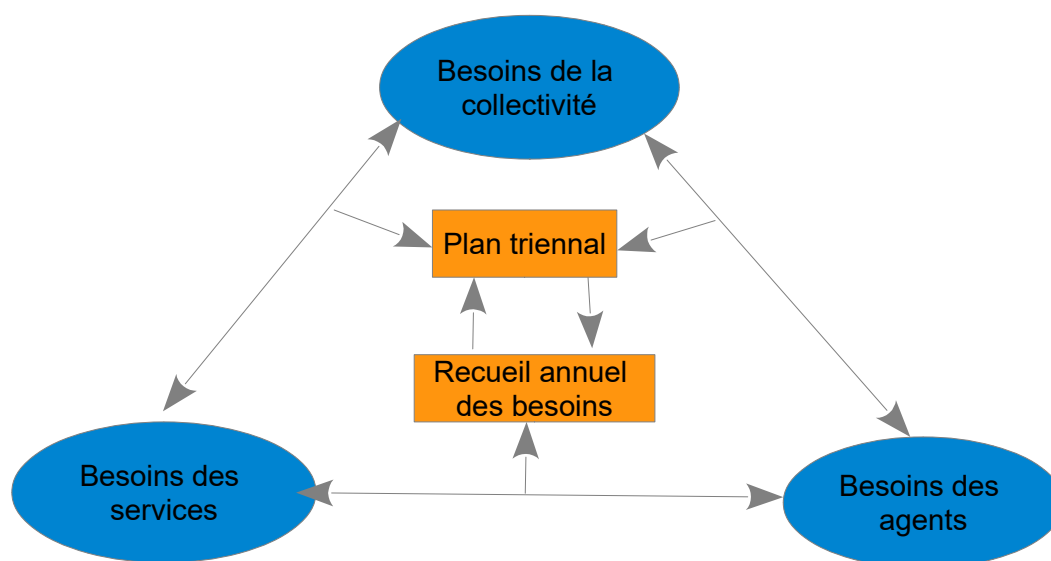 Besoins de la
collectivité
Plan triennal
Recueil annuel
des besoins
Besoins des
services
Besoins des
agents